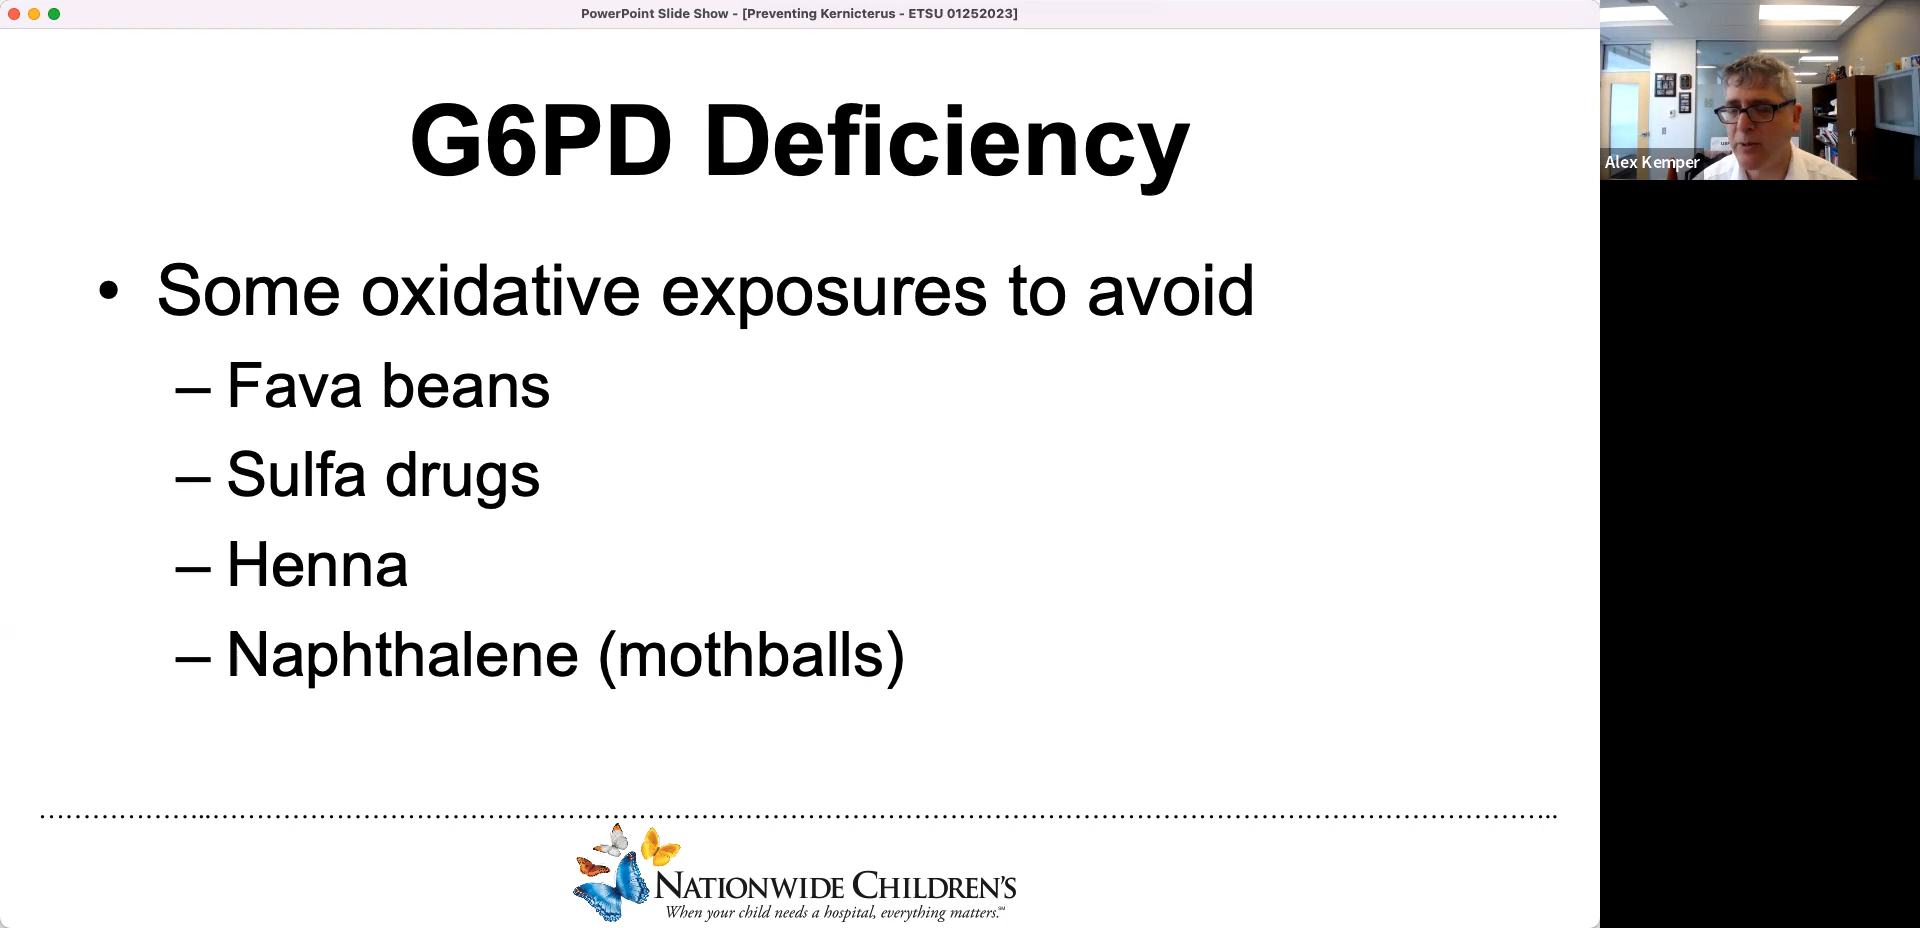 PowerPoint Slide Show - [Preventing Kernicterus - ETSU 01252023]
G6PD Deficiency
• Some oxidative exposures to avoid
– Fava beans
– Sulfa drugs
– Henna
– Naphthalene (mothballs)
NATIONWIDE CHILDREN'S
When your child needs a hospital, everything matters.℠
Alex Kemper